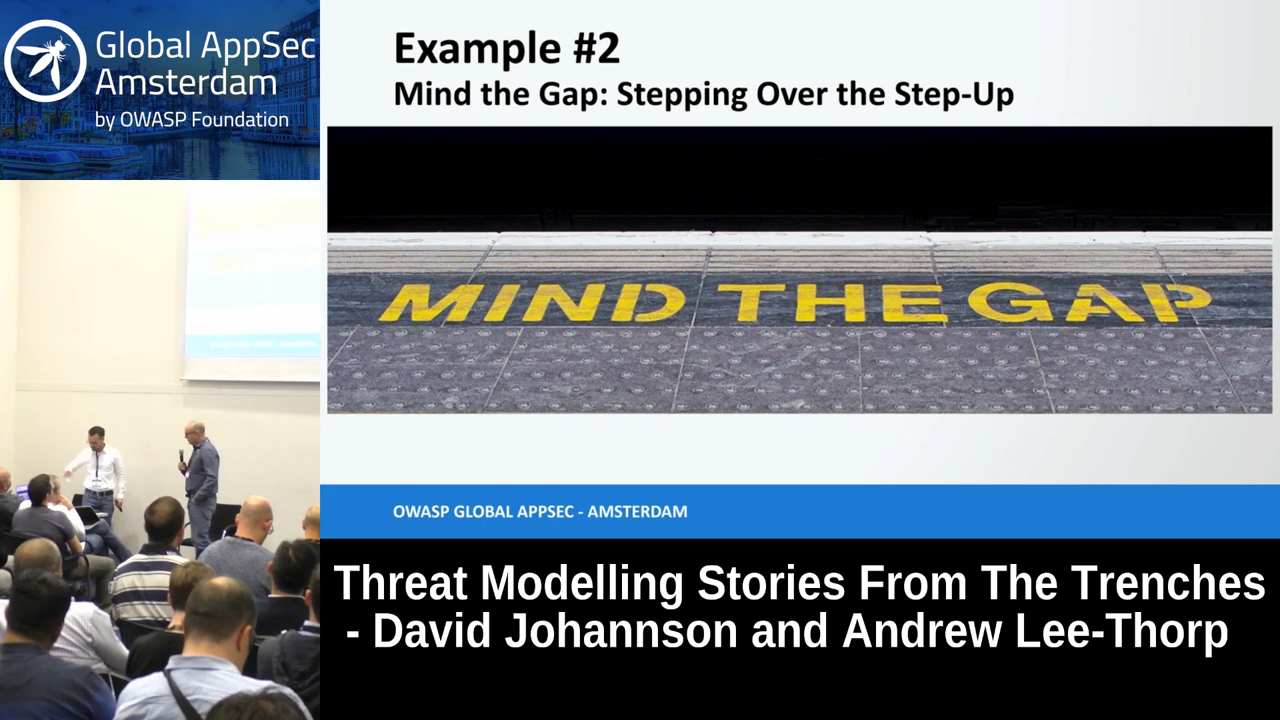 Global AppSec
Amsterdam
by OWASP Foundation
Example #2
Mind the Gap: Stepping Over the Step-Up
MIND THE GAP
OWASP GLOBAL APPSEC - AMSTERDAM
Threat Modelling Stories From The Trenches
- David Johannson and Andrew Lee-Thorp